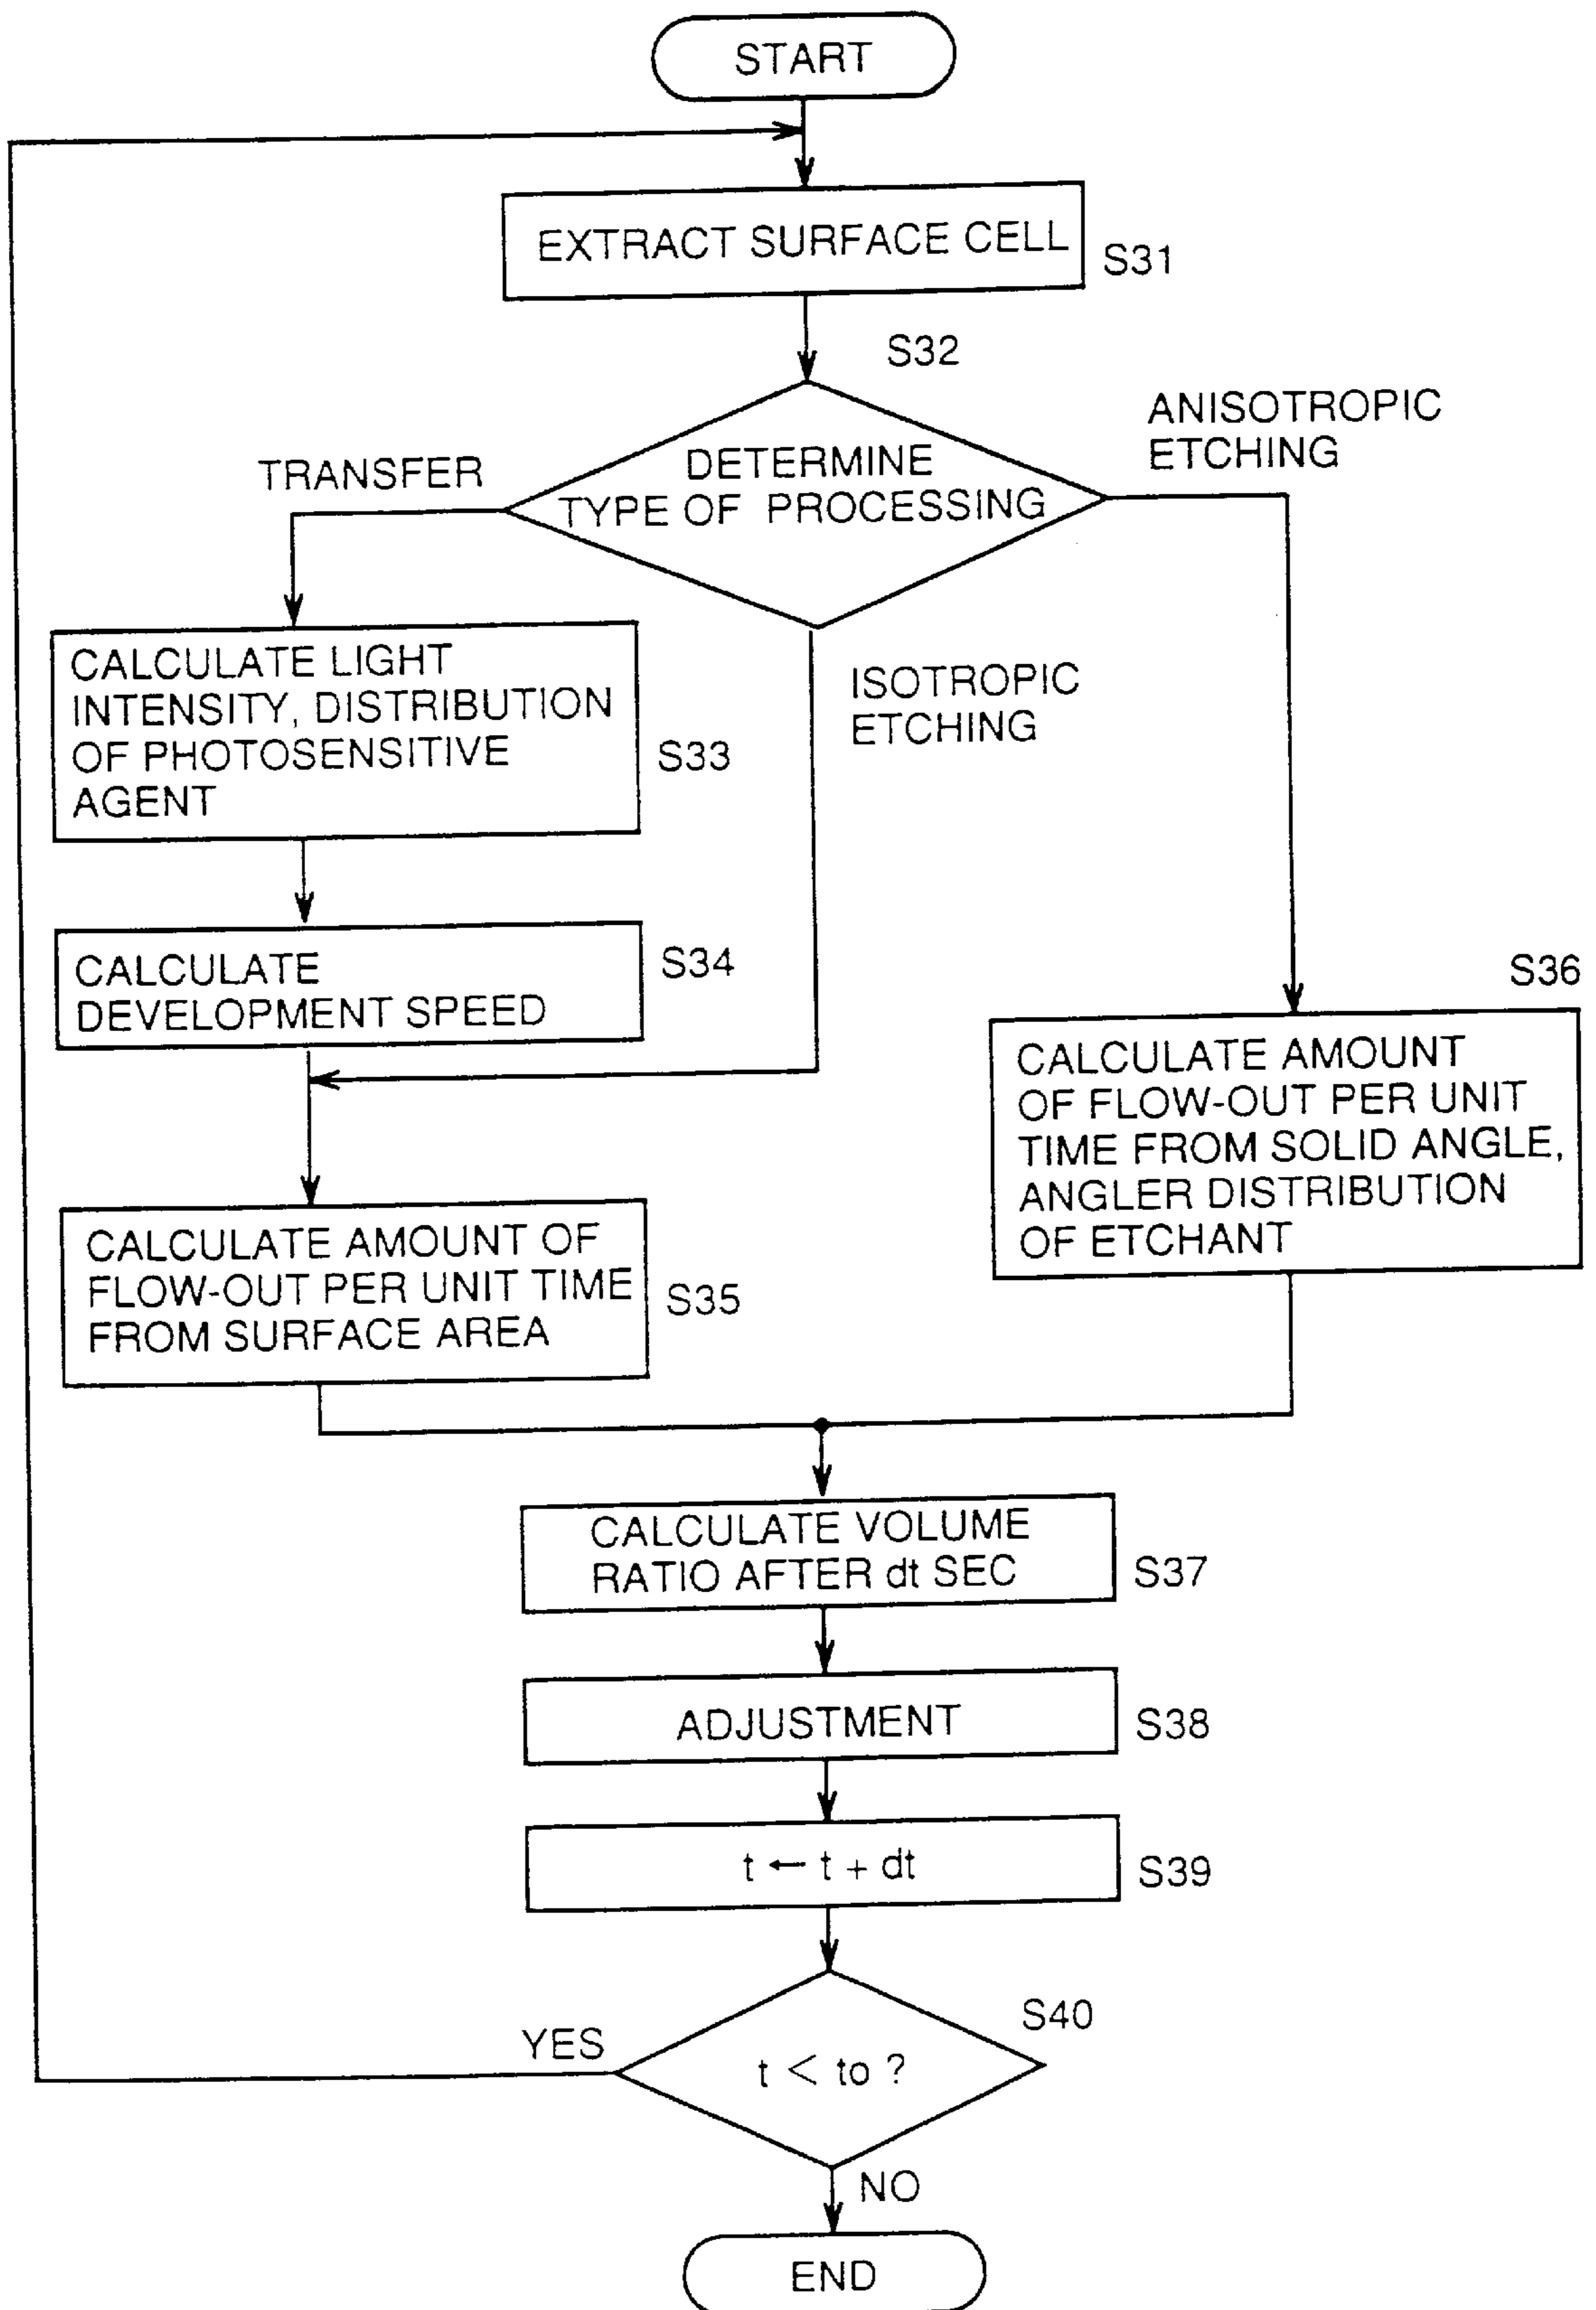 START
EXTRACT SURFACE CELL
S31
S32
ANISOTROPIC
ETCHING
TRANSFER
DETERMINE
TYPE OF PROCESSING
CALCULATE LIGHT
INTENSITY, DISTRIBUTION
OF PHOTOSENSITIVE
AGENT
S33
ISOTROPIC
ETCHING
CALCULATE
DEVELOPMENT SPEED
S34
S36
CALCULATE AMOUNT
OF FLOW-OUT PER UNIT
TIME FROM SOLID ANGLE,
ANGLER DISTRIBUTION
OF ETCHANT
CALCULATE AMOUNT OF
FLOW-OUT PER UNIT TIME
FROM SURFACE AREA
S35
CALCULATE VOLUME
RATIO AFTER dt SEC
S37
ADJUSTMENT
S38
t ← t + dt
S39
S40
YES
t < to ?
NO
END